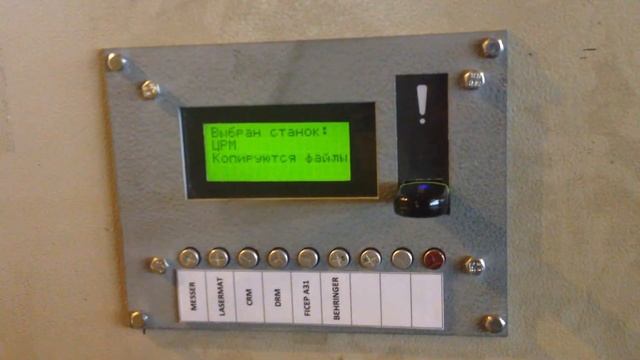 Выбран станок:
ЦРМ
Копируются файлы
!
MESSER
LASERMAT
CRM
DRM
FICEP A31
BEHRINGER